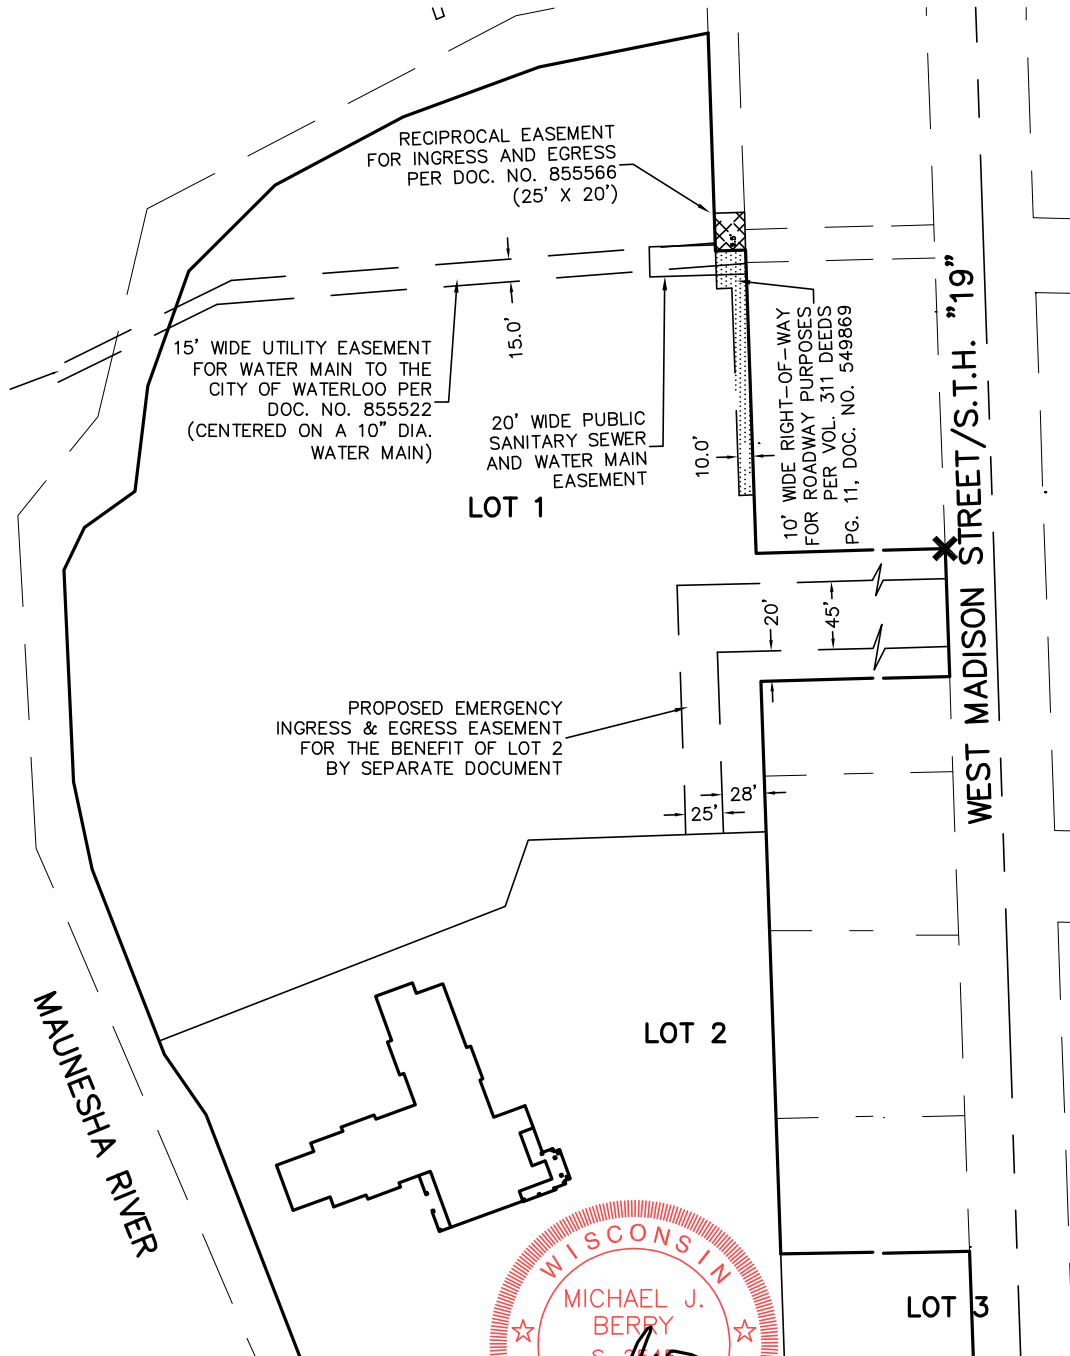 RECIPROCAL EASEMENT
FOR INGRESS AND EGRESS
PER DOC. NO. 855566
(25' X 20')
15.0'
15' WIDE UTILITY EASEMENT
FOR WATER MAIN TO THE
CITY OF WATERLOO PER
DOC. NO. 855522
(CENTERED ON A 10" DIA.
WATER MAIN)
20' WIDE PUBLIC
SANITARY SEWER
AND WATER MAIN
EASEMENT
10.0'
10' WIDE RIGHT-OF-WAY
FOR ROADWAY PURPOSES
PER VOL. 311 DEEDS
PG. 11, DOC. NO. 549869
WEST MADISON STREET/S.T.H. "19"
LOT 1
20'
45'
PROPOSED EMERGENCY
INGRESS & EGRESS EASEMENT
FOR THE BENEFIT OF LOT 2
BY SEPARATE DOCUMENT
28'
25'
LOT 2
MAUNESHA RIVER
WISCONSIN
MICHAEL J.
BERRY
LOT 3